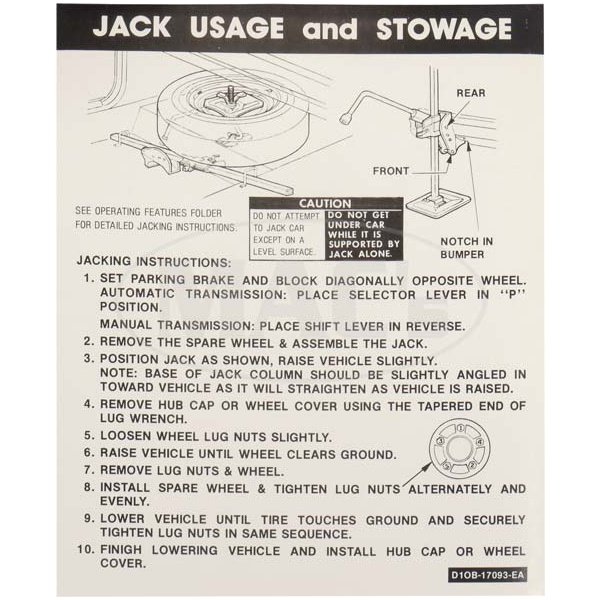 JACK USAGE and STOWAGE
REAR
FRONT
NOTCH IN
BUMPER
SEE OPERATING FEATURES FOLDER
FOR DETAILED JACKING INSTRUCTIONS.
CAUTION
DO NOT ATTEMPT
TO JACK CAR
EXCEPT ON A
LEVEL SURFACE.
DO NOT GET
UNDER CAR
WHILE IT IS
SUPPORTED BY
JACK ALONE.
JACKING INSTRUCTIONS:
1. SET PARKING BRAKE AND BLOCK DIAGONALLY OPPOSITE WHEEL.
AUTOMATIC TRANSMISSION: PLACE SELECTOR LEVER IN "P"
POSITION.
MANUAL TRANSMISSION: PLACE SHIFT LEVER IN REVERSE.
2. REMOVE THE SPARE WHEEL & ASSEMBLE THE JACK.
3. POSITION JACK AS SHOWN, RAISE VEHICLE SLIGHTLY.
NOTE: BASE OF JACK COLUMN SHOULD BE SLIGHTLY ANGLED IN
TOWARD VEHICLE AS IT WILL STRAIGHTEN AS VEHICLE IS RAISED.
4. REMOVE HUB CAP OR WHEEL COVER USING THE TAPERED END OF
LUG WRENCH.
5. LOOSEN WHEEL LUG NUTS SLIGHTLY.
6. RAISE VEHICLE UNTIL WHEEL CLEARS GROUND.
7. REMOVE LUG NUTS & WHEEL.
8. INSTALL SPARE WHEEL & TIGHTEN LUG NUTS ALTERNATELY AND
EVENLY.
9. LOWER VEHICLE UNTIL TIRE TOUCHES GROUND AND SECURELY
TIGHTEN LUG NUTS IN SAME SEQUENCE.
10. FINISH LOWERING VEHICLE AND INSTALL HUB CAP OR WHEEL
COVER.
1
3
4
5
2
D1OB-17093-EA